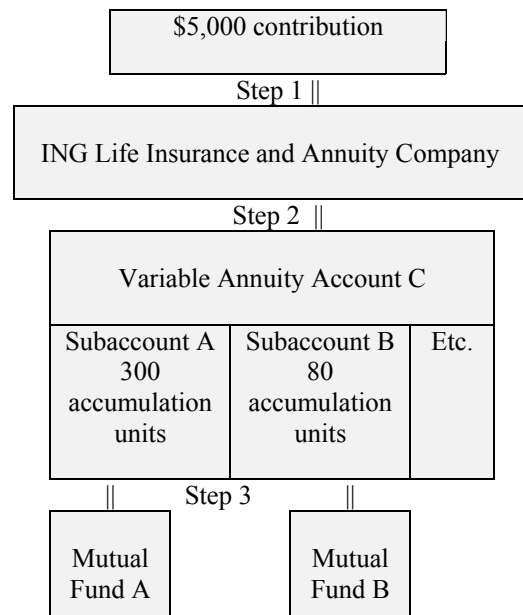 $5,000 contribution
Step 1 ||
ING Life Insurance and Annuity Company
Step 2 ||
Variable Annuity Account C
Subaccount A
300
accumulation
units
Subaccount B
80
accumulation
units
Etc.
|| Step 3 ||
Mutual
Fund A
Mutual
Fund B